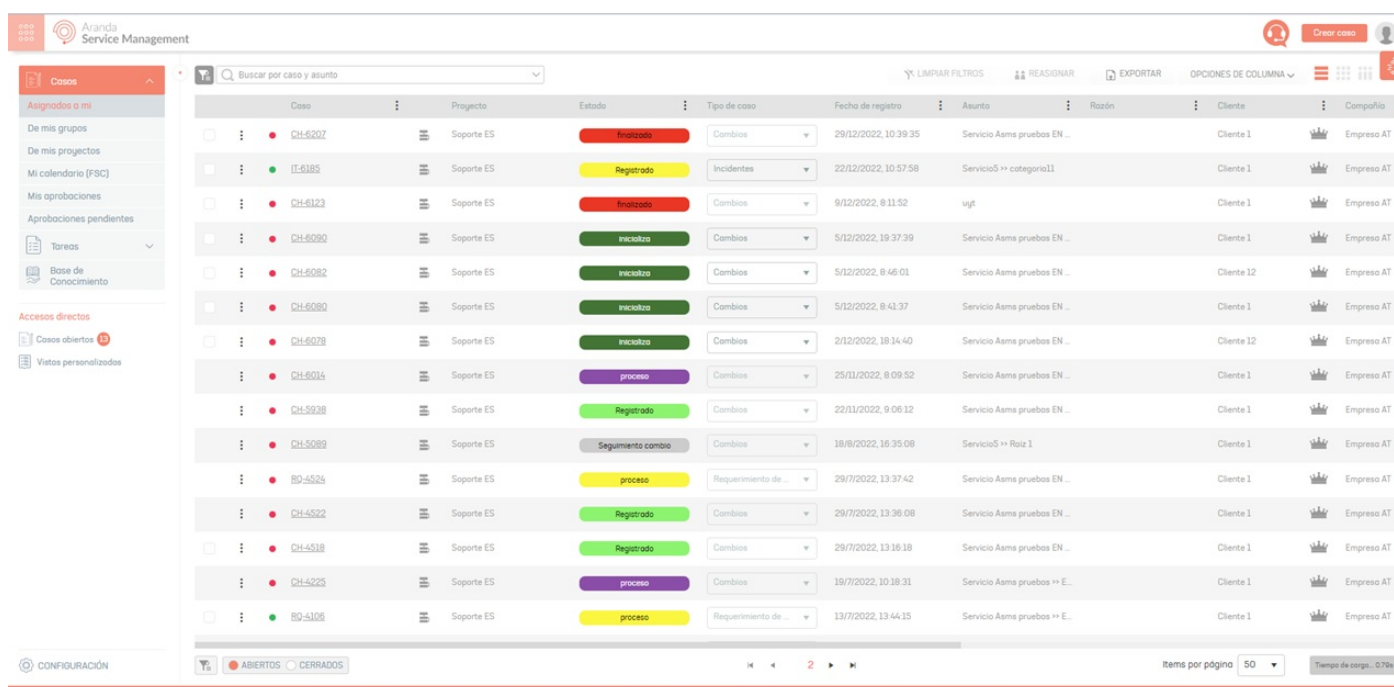 Aranda
Service Management
Crear caso
Casos
Asignados a mi
De mis grupos
De mis proyectos
Mi calendario (FSC)
Mis aprobaciones
Aprobaciones pendientes
Tareas
Base de
Conocimiento
Accesos directos
Casos abiertos 13
Vistas personalizadas
CONFIGURACIÓN
Buscar por caso y asunto
LIMPIAR FILTROS REASIGNAR EXPORTAR OPCIONES DE COLUMNA
Caso Proyecto Estado Tipo de caso Fecha de registro Asunto Razón Cliente Compañía
CH-6207 Soporte ES finalizado Cambios 29/12/2022, 10:39:35 Servicio Asms pruebas EN ... Cliente 1 Empresa AT
IT-6185 Soporte ES Registrado Incidentes 22/12/2022, 10:57:58 Servicio5 >> categoria11 Cliente 1 Empresa AT
CH-6123 Soporte ES finalizado Cambios 9/12/2022, 8:11:52 uyt Cliente 1 Empresa AT
CH-6090 Soporte ES inicializa Cambios 5/12/2022, 19:37:39 Servicio Asms pruebas EN ... Cliente 1 Empresa AT
CH-6082 Soporte ES inicializa Cambios 5/12/2022, 8:46:01 Servicio Asms pruebas EN ... Cliente 12 Empresa AT
CH-6080 Soporte ES inicializa Cambios 5/12/2022, 8:41:37 Servicio Asms pruebas EN ... Cliente 1 Empresa AT
CH-6078 Soporte ES inicializa Cambios 2/12/2022, 18:14:40 Servicio Asms pruebas EN ... Cliente 12 Empresa AT
CH-6014 Soporte ES proceso Cambios 25/11/2022, 8:09:52 Servicio Asms pruebas EN ... Cliente 1 Empresa AT
CH-5938 Soporte ES Registrado Cambios 22/11/2022, 9:06:12 Servicio Asms pruebas EN ... Cliente 1 Empresa AT
CH-5089 Soporte ES Seguimiento cambio Cambios 18/8/2022, 16:35:08 Servicio5 >> Raiz 1 Cliente 1 Empresa AT
RQ-4524 Soporte ES proceso Requerimiento de ... 29/7/2022, 13:37:42 Servicio Asms pruebas EN ... Cliente 1 Empresa AT
CH-4522 Soporte ES Registrado Cambios 29/7/2022, 13:36:08 Servicio Asms pruebas EN ... Cliente 1 Empresa AT
CH-4518 Soporte ES Registrado Cambios 29/7/2022, 13:16:18 Servicio Asms pruebas EN ... Cliente 1 Empresa AT
CH-4225 Soporte ES proceso Cambios 19/7/2022, 10:18:31 Servicio Asms pruebas >> E... Cliente 1 Empresa AT
RQ-4106 Soporte ES proceso Requerimiento de ... 13/7/2022, 13:44:15 Servicio Asms pruebas >> E... Cliente 1 Empresa AT
ABIERTOS CERRADOS
2
Items por página 50
Tiempo de carga... 0.79s